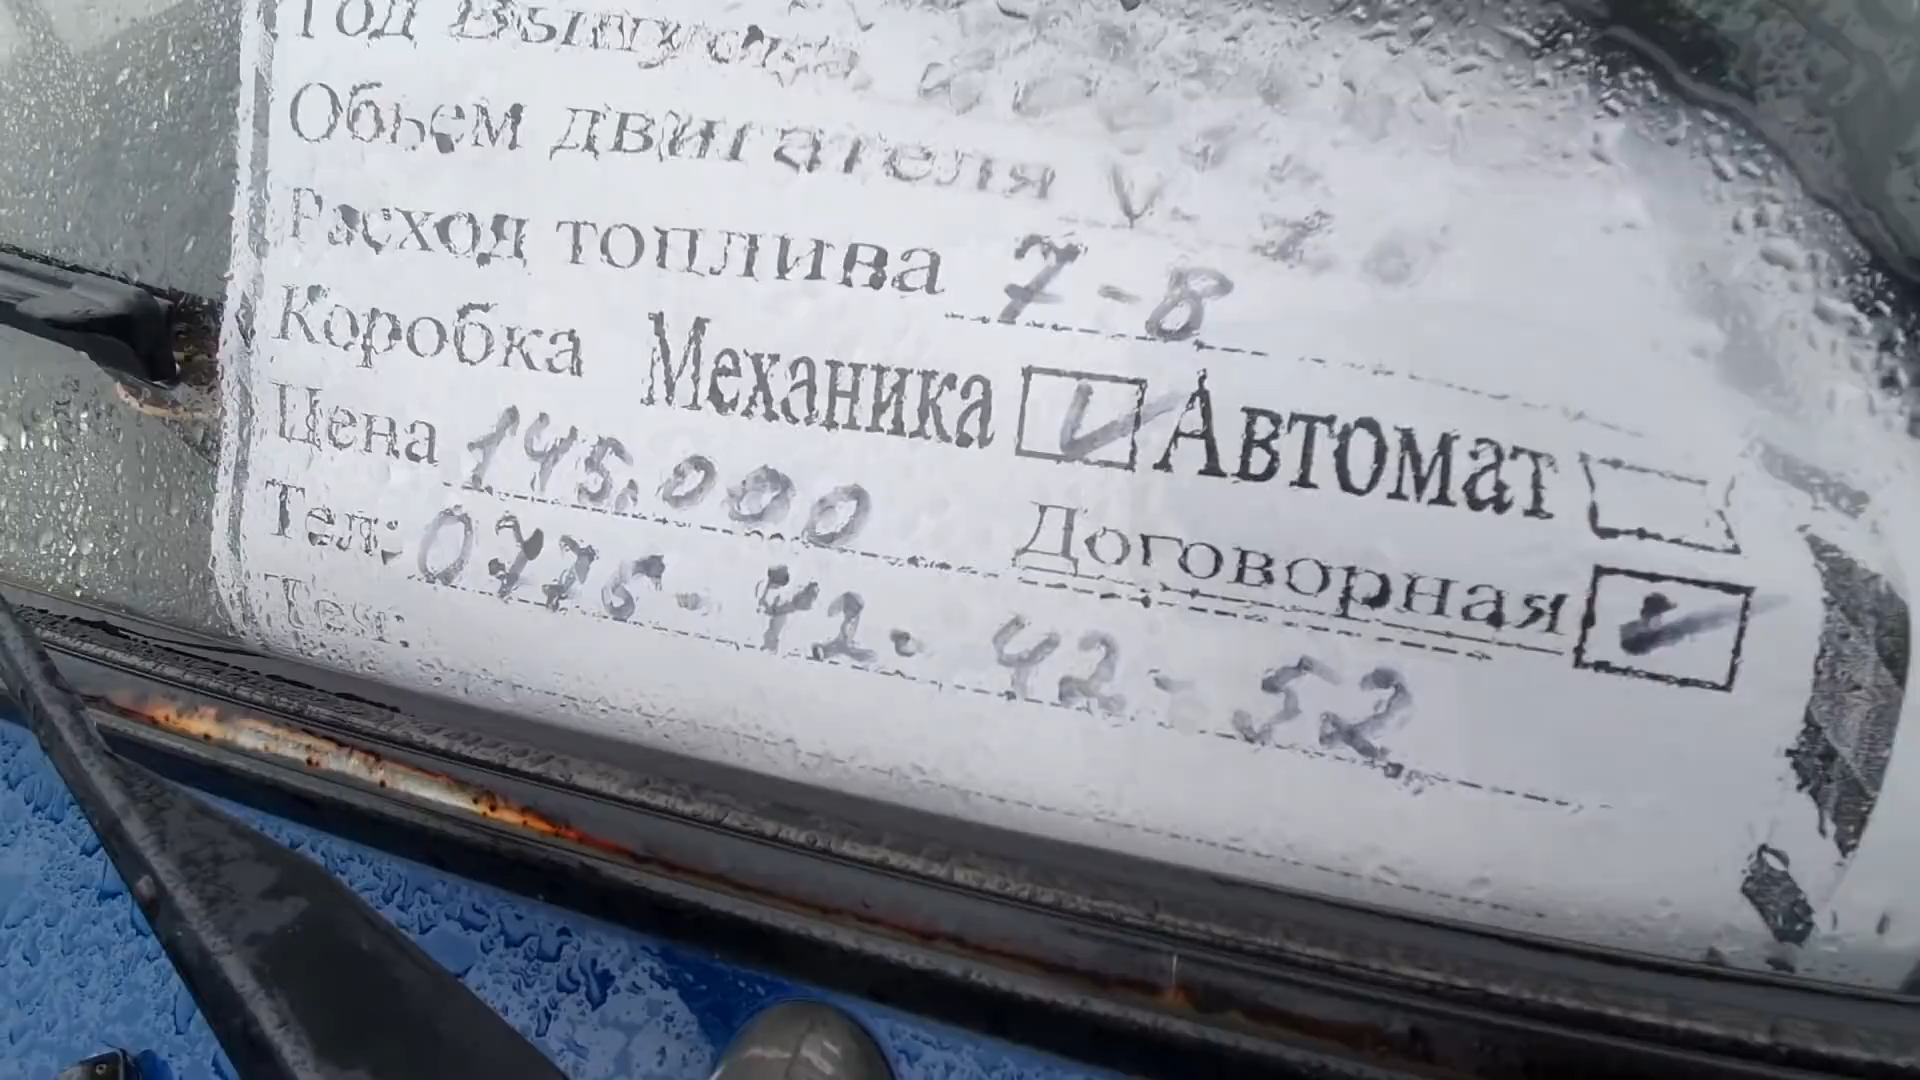 Год Выпуска
Обьем двигателя V-
Расход топлива 7-8
Коробка Механика Автомат
Цена 145.000 Договорная
Тел: 0775-42-42-52
Тел: